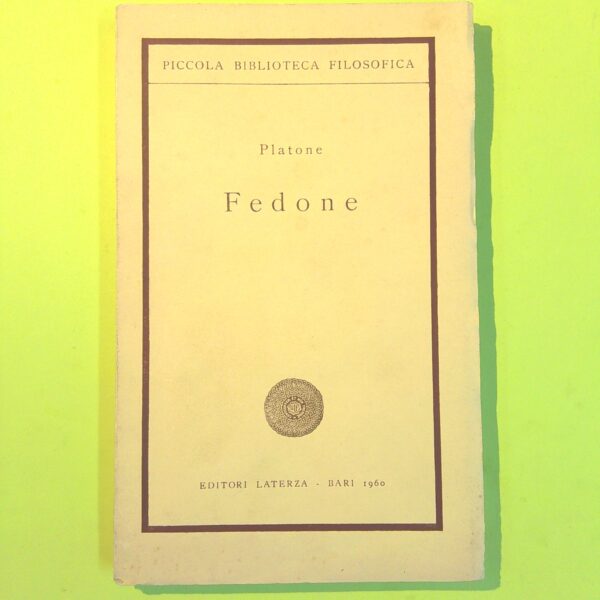 PICCOLA BIBLIOTECA FILOSOFICA
Platone
Fedone
EDITORI LATERZA - BARI 1960